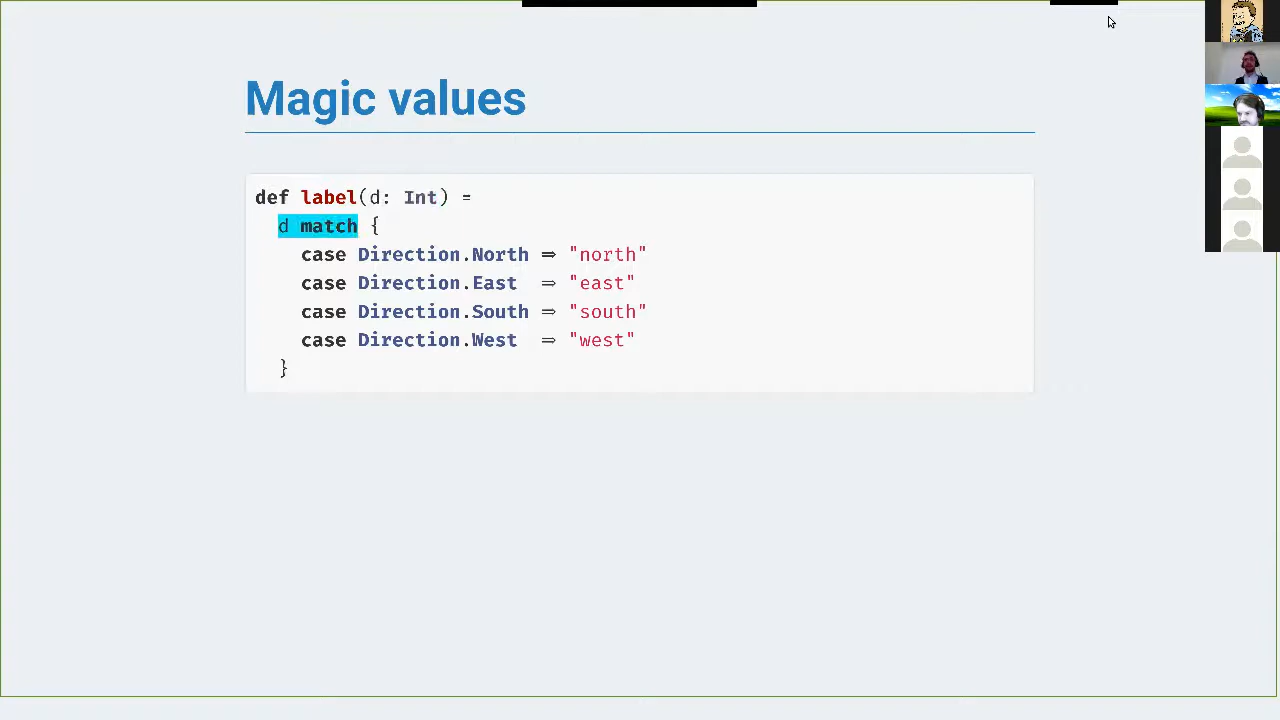 Magic values
def label(d: Int) =
d match {
case Direction.North ⇒ "north"
case Direction.East ⇒ "east"
case Direction.South ⇒ "south"
case Direction.West ⇒ "west"
}